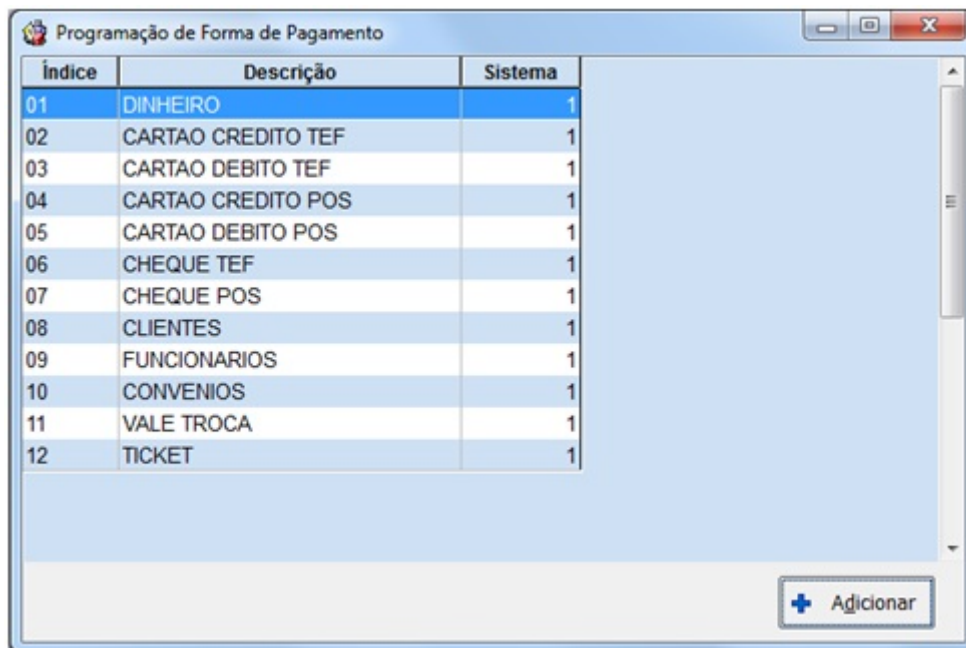 Programação de Forma de Pagamento
Índice Descrição Sistema
01 DINHEIRO 1
02 CARTAO CREDITO TEF 1
03 CARTAO DEBITO TEF 1
04 CARTAO CREDITO POS 1
05 CARTAO DEBITO POS 1
06 CHEQUE TEF 1
07 CHEQUE POS 1
08 CLIENTES 1
09 FUNCIONARIOS 1
10 CONVENIOS 1
11 VALE TROCA 1
12 TICKET 1
Adicionar